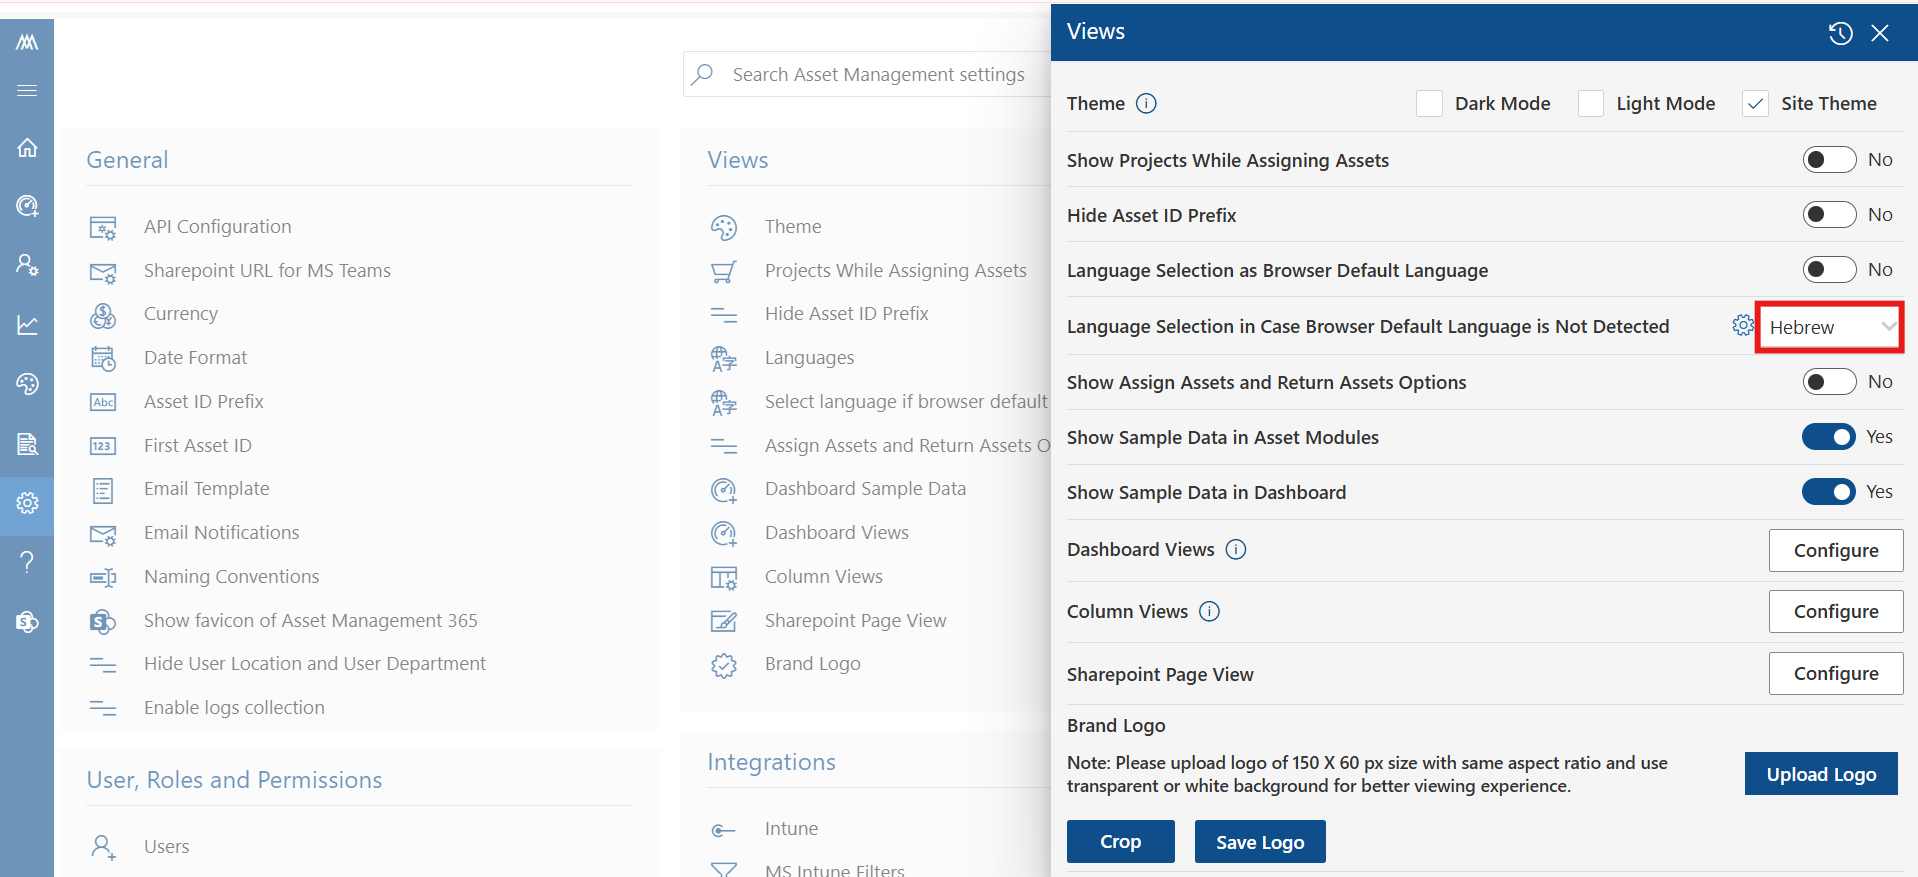 Search Asset Management settings
General
API Configuration
Sharepoint URL for MS Teams
Currency
Date Format
Abc
Asset ID Prefix
123
First Asset ID
Email Template
Email Notifications
Naming Conventions
Show favicon of Asset Management 365
Hide User Location and User Department
Enable logs collection
User, Roles and Permissions
Users
Views
Theme
Projects While Assigning Assets
Hide Asset ID Prefix
Languages
Select language if browser default
Assign Assets and Return Assets O
Dashboard Sample Data
Dashboard Views
Column Views
Sharepoint Page View
Brand Logo
Integrations
Intune
MS Intune Filters
Views
Theme
Dark Mode
Light Mode
Site Theme
Show Projects While Assigning Assets
No
Hide Asset ID Prefix
No
Language Selection as Browser Default Language
No
Language Selection in Case Browser Default Language is Not Detected
Hebrew
Show Assign Assets and Return Assets Options
No
Show Sample Data in Asset Modules
Yes
Show Sample Data in Dashboard
Yes
Dashboard Views
Configure
Column Views
Configure
Sharepoint Page View
Configure
Brand Logo
Note: Please upload logo of 150 X 60 px size with same aspect ratio and use
transparent or white background for better viewing experience.
Upload Logo
Crop
Save Logo